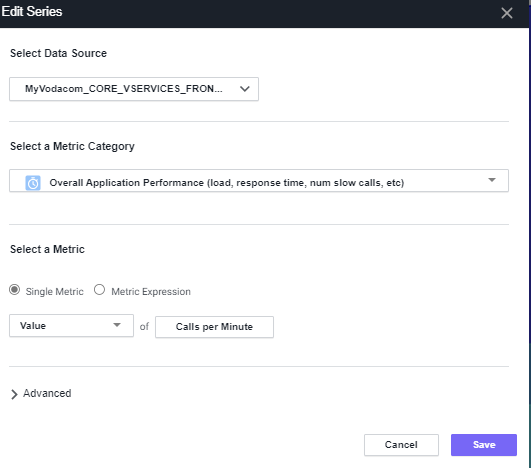 Edit Series
Select Data Source
MyVodacom_CORE_VSERVICES_FRON...
Select a Metric Category
Overall Application Performance (load, response time, num slow calls, etc)
Select a Metric
Single Metric Metric Expression
Value of Calls per Minute
Advanced
Cancel Save